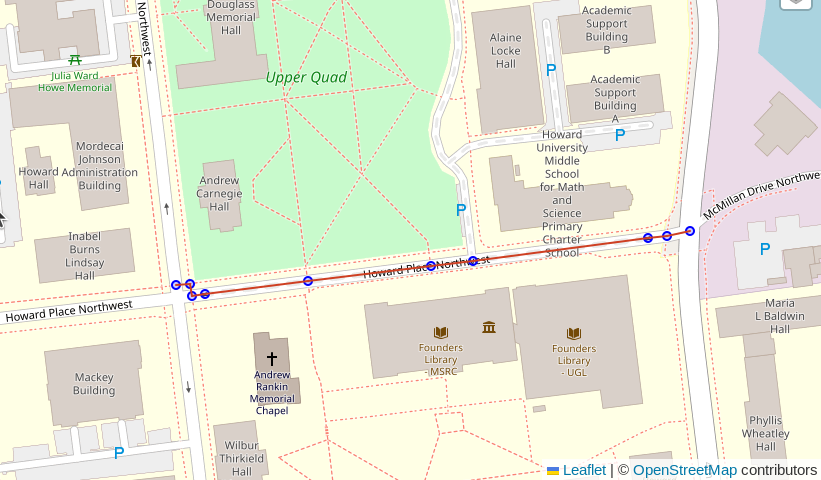 Northwest
Douglass
Memorial
Hall
Academic
Support
Building
B
Alaine
Locke
Hall
P
Julia Ward
Howe Memorial
Upper Quad
Academic
Support
Building
A
P
Howard
University
Middle
School
for Math
and
Science
Primary
Charter
School
Mordecai
Johnson
Administration
Building
Howard
Hall
Andrew
Carnegie
Hall
P
McMillan Drive Northwe
Inabel
Burns
Lindsay
Hall
P
Howard Place Northwest
Howard Place Northwest
Maria
L Baldwin
Hall
Founders
Library
- MSRC
Founders
Library
- UGL
Mackey
Building
Andrew
Rankin
Memorial
Chapel
Phyllis
Wheatley
Hall
Wilbur
Thirkield
Hall
P
Leaflet | © OpenStreetMap contributors